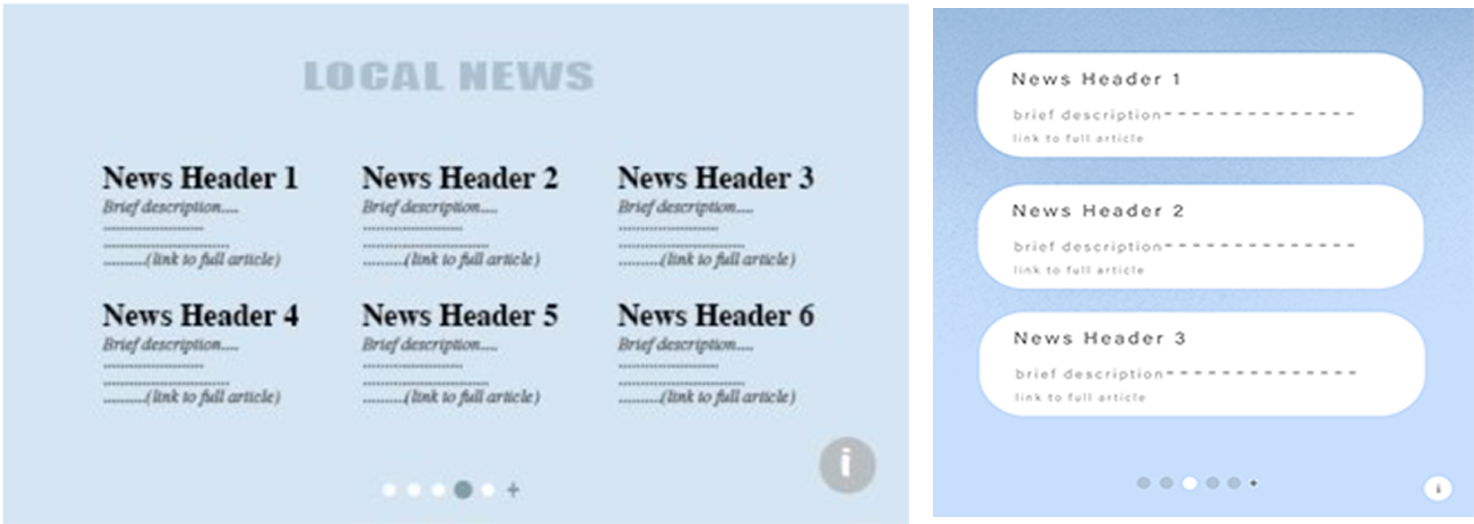 LOCAL NEWS
News Header 1
Brief description....
........................
..............................
..........(link to full article)
News Header 2
Brief description....
........................
..............................
..........(link to full article)
News Header 3
Brief description....
........................
..............................
..........(link to full article)
News Header 4
Brief description....
........................
..............................
..........(link to full article)
News Header 5
Brief description....
........................
..............................
..........(link to full article)
News Header 6
Brief description....
........................
..............................
..........(link to full article)
+
i
News Header 1
brief description--------------
link to full article
News Header 2
brief description--------------
link to full article
News Header 3
brief description--------------
link to full article
+
i